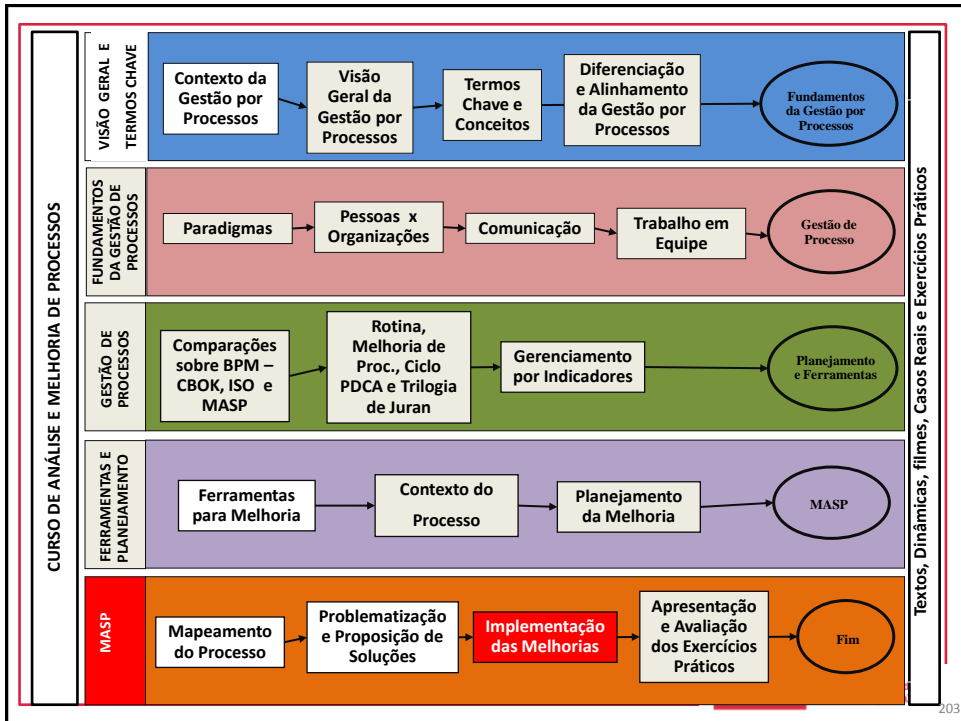 CURSO DE ANÁLISE E MELHORIA DE PROCESSOS
VISÃO GERAL E
TERMOS CHAVE
Contexto da
Gestão por
Processos
Visão
Geral da
Gestão por
Processos
Termos
Chave e
Conceitos
Diferenciação
e Alinhamento
da Gestão por
Processos
Fundamentos
da Gestão por
Processos
FUNDAMENTOS
DA GESTÃO DE
PROCESSOS
Paradigmas
Pessoas x
Organizações
Comunicação
Trabalho em
Equipe
Gestão de
Processo
GESTÃO DE
PROCESSOS
Comparações
sobre BPM –
CBOK, ISO e
MASP
Rotina,
Melhoria de
Proc., Ciclo
PDCA e Trilogia
de Juran
Gerenciamento
por Indicadores
Planejamento
e Ferramentas
FERRAMENTAS E
PLANEJAMENTO
Ferramentas
para Melhoria
Contexto do
Processo
Planejamento
da Melhoria
MASP
MASP
Mapeamento
do Processo
Problematização
e Proposição de
Soluções
Implementação
das Melhorias
Apresentação
e Avaliação
dos Exercícios
Práticos
Fim
Textos, Dinâmicas, filmes, Casos Reais e Exercícios Práticos
203